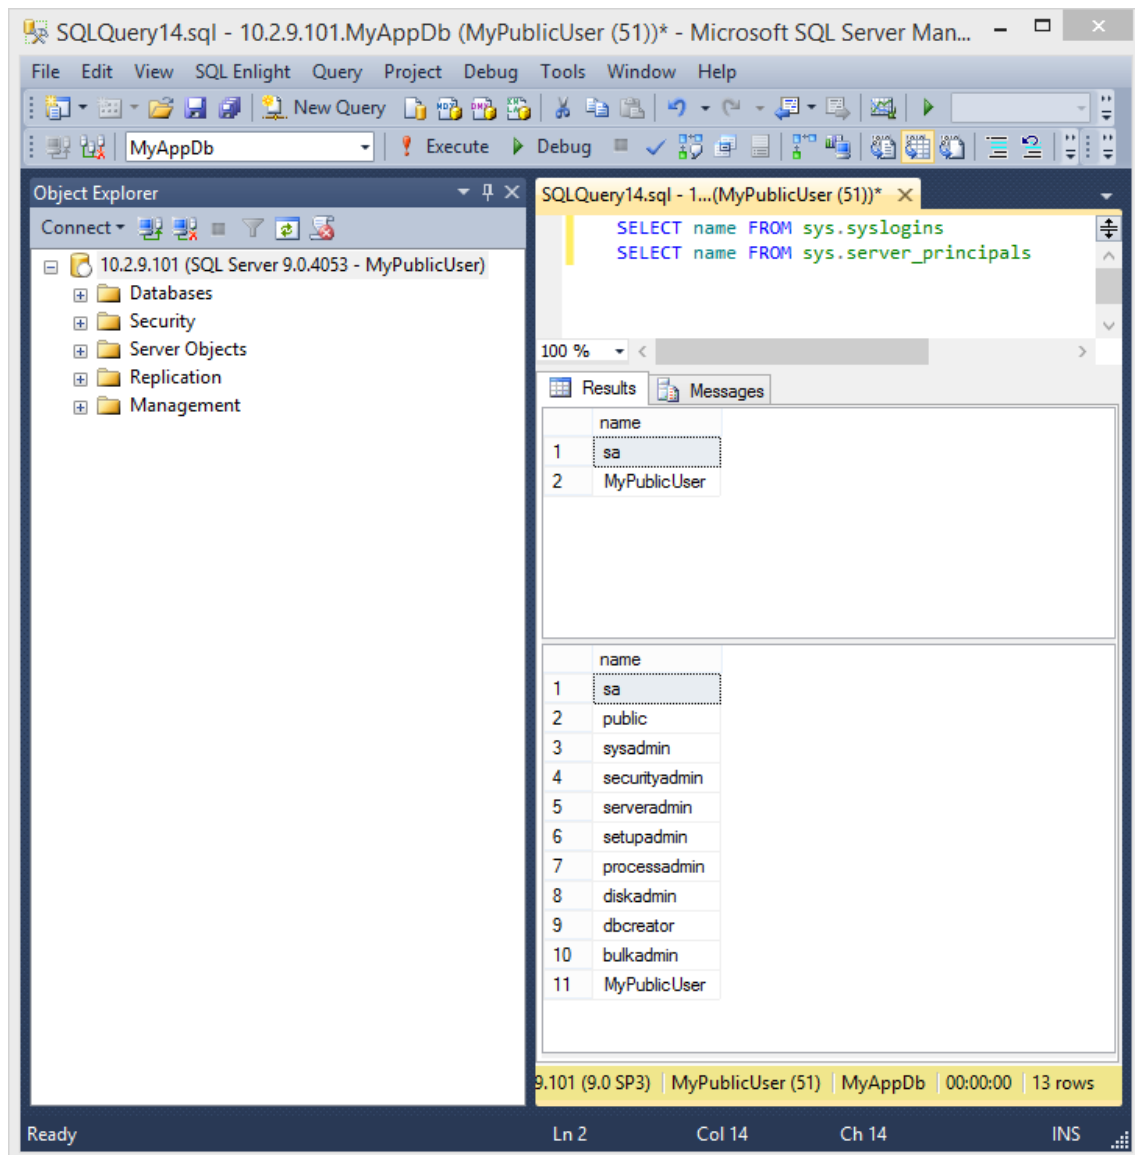 SQLQuery14.sql - 10.2.9.101.MyAppDb (MyPublicUser (51))* - Microsoft SQL Server Man...
File Edit View SQL Enlight Query Project Debug Tools Window Help
New Query
MyAppDb Execute Debug
Object Explorer
Connect
10.2.9.101 (SQL Server 9.0.4053 - MyPublicUser)
Databases
Security
Server Objects
Replication
Management
SQLQuery14.sql - 1...(MyPublicUser (51))*
SELECT name FROM sys.syslogins
SELECT name FROM sys.server_principals
100 %
Results Messages
name
1 sa
2 MyPublicUser
name
1 sa
2 public
3 sysadmin
4 securityadmin
5 serveradmin
6 setupadmin
7 processadmin
8 diskadmin
9 dbcreator
10 bulkadmin
11 MyPublicUser
9.101 (9.0 SP3) MyPublicUser (51) MyAppDb 00:00:00 13 rows
Ready Ln 2 Col 14 Ch 14 INS